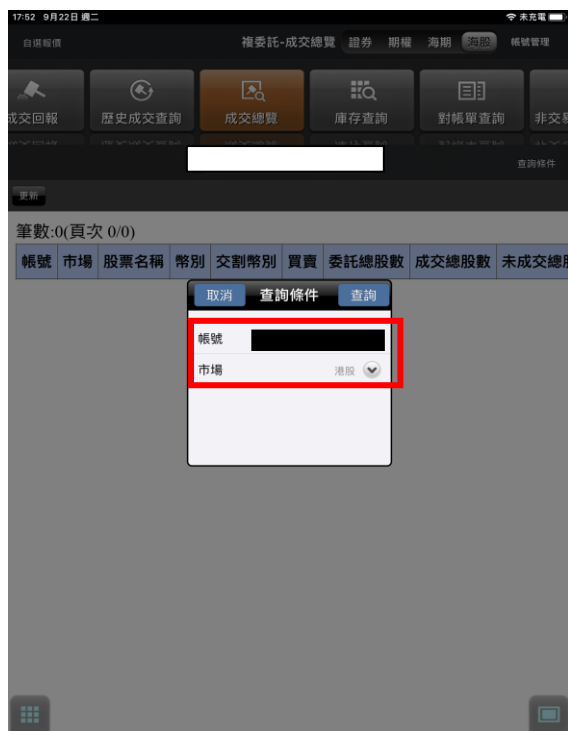 17:52 9月22日 週二
未充電
自選報價 複委託-成交總覽 證券 期權 海期 海股 帳號管理
成交回報 歷史成交查詢 成交總覽 庫存查詢 對帳單查詢 非交易
查詢條件
更新
筆數:0(頁次 0/0)
帳號 市場 股票名稱 幣別 交割幣別 買賣 委託總股數 成交總股數 未成交總股
取消 查詢條件 查詢
帳號
市場 港股